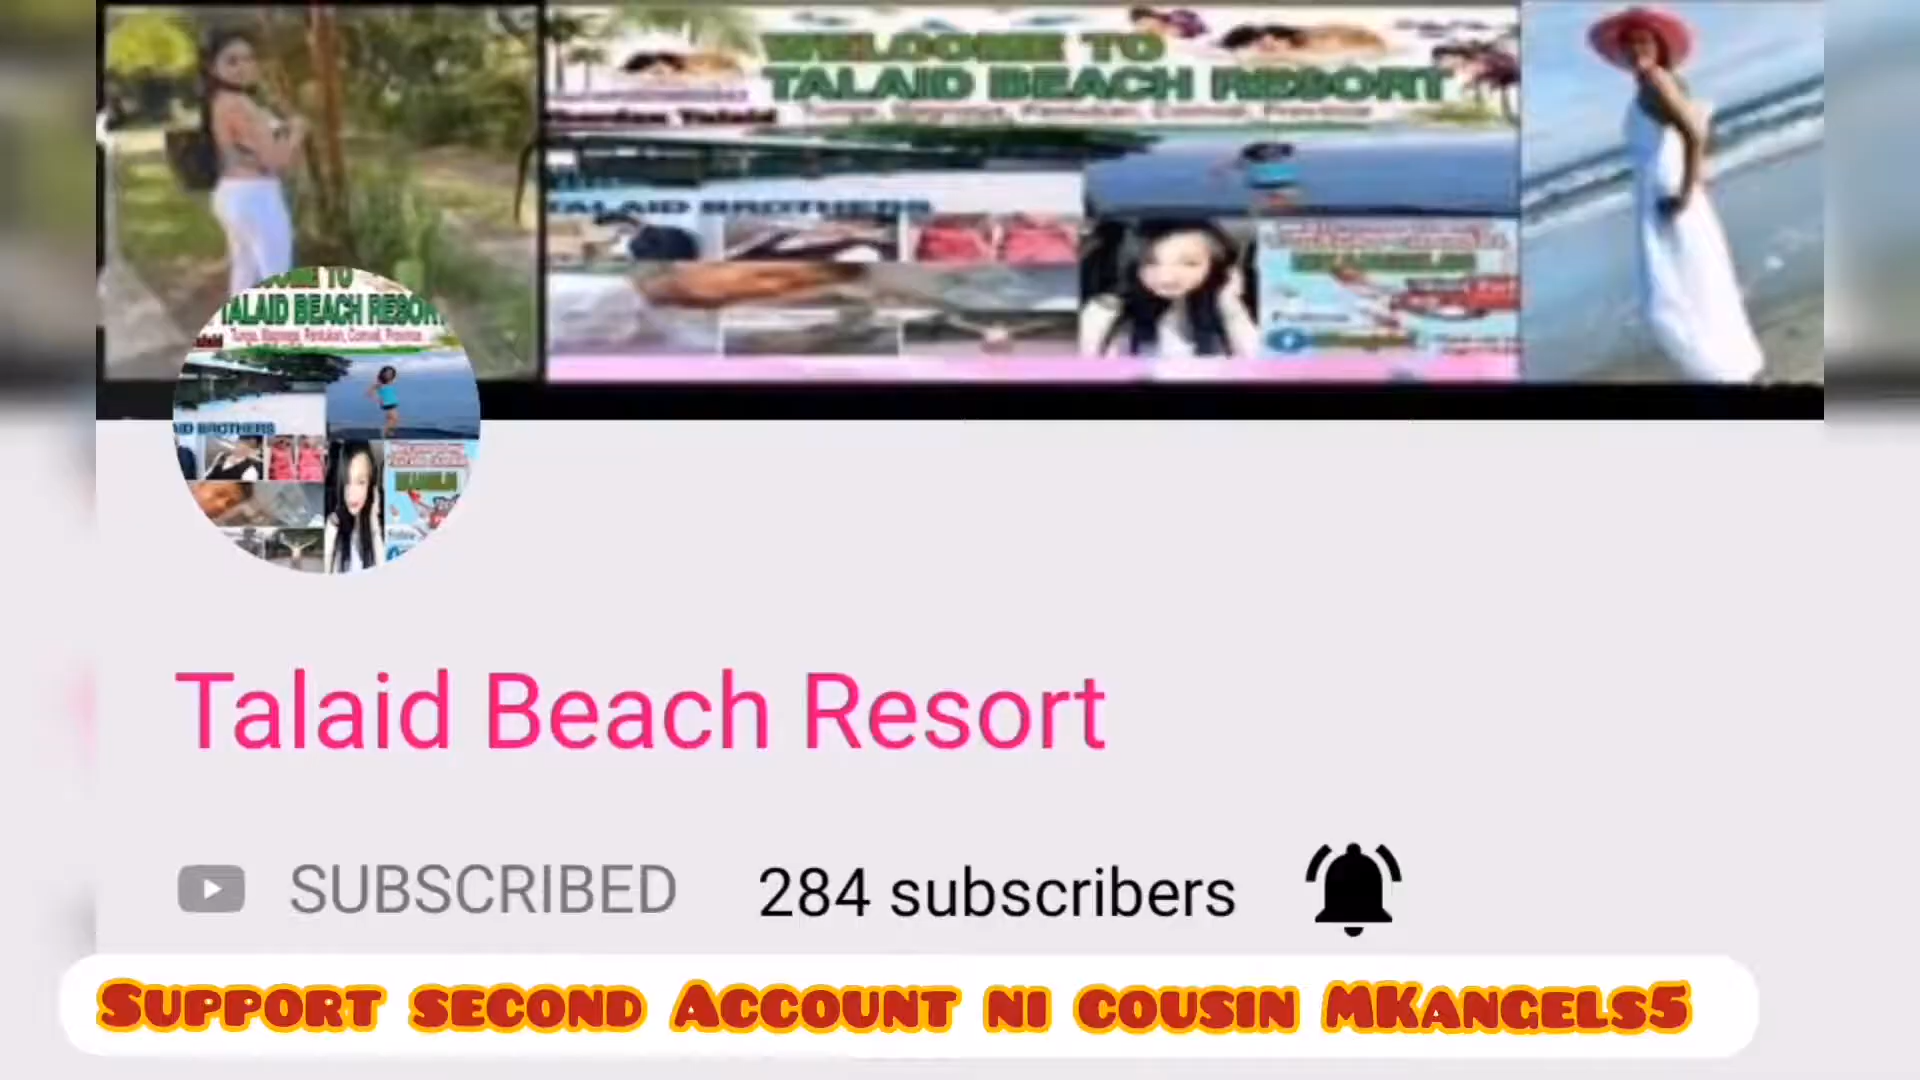 WELCOME TO
TALAID BEACH RESORT
TALAID BROTHERS
TALAID BEACH RESORT
Talaid Beach Resort
SUBSCRIBED 284 subscribers
SUPPORT SECOND ACCOUNT NI COUSIN MKANGELS5